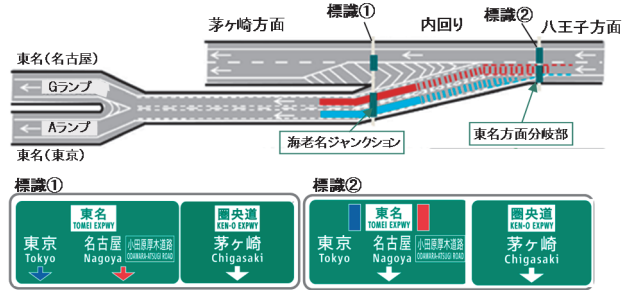 標識①
標識②
茅ヶ崎方面
内回り
八王子方面
東名(名古屋)
Gランプ
Aランプ
東名(東京)
海老名ジャンクション
東名方面分岐部
標識①
東名
TOMEI EXPWY
東京
Tokyo
名古屋
Nagoya
小田原厚木道路
ODAWARA-ATSUGI ROAD
圏央道
KEN-O EXPWY
茅ヶ崎
Chigasaki
標識②
東名
TOMEI EXPWY
東京
Tokyo
名古屋
Nagoya
小田原厚木道路
ODAWARA-ATSUGI ROAD
圏央道
KEN-O EXPWY
茅ヶ崎
Chigasaki